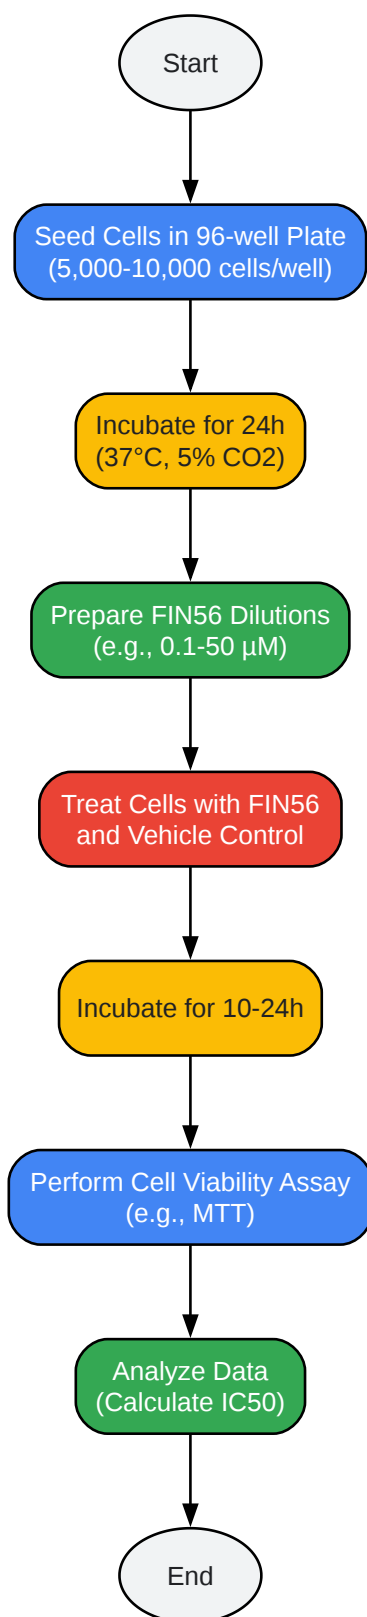 Start
Seed Cells in 96-well Plate
(5,000-10,000 cells/well)
Incubate for 24h
(37°C, 5% CO2)
Prepare FIN56 Dilutions
(e.g., 0.1-50 µM)
Treat Cells with FIN56
and Vehicle Control
Incubate for 10-24h
Perform Cell Viability Assay
(e.g., MTT)
Analyze Data
(Calculate IC50)
End